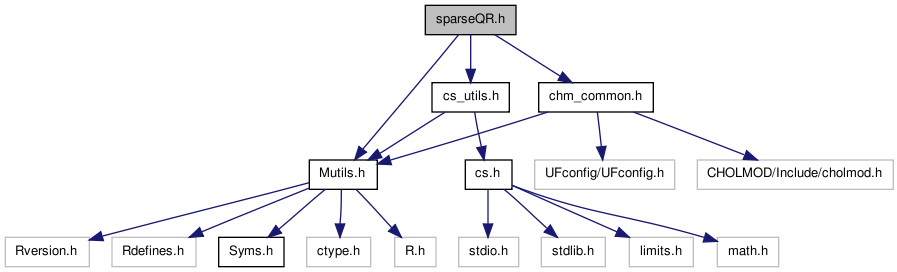 sparseQR.h
cs_utils.h
chm_common.h
Mutils.h
cs.h
UFconfig/UFconfig.h
CHOLMOD/Include/cholmod.h
Rversion.h
Rdefines.h
Syms.h
ctype.h
R.h
stdio.h
stdlib.h
limits.h
math.h